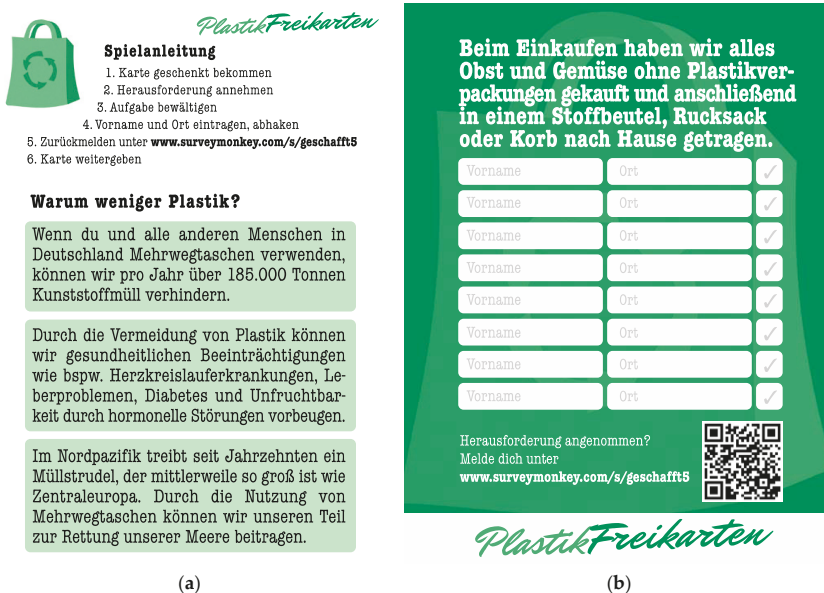 PlastikFreikarten
Spielanleitung
1. Karte geschenkt bekommen
2. Herausforderung annehmen
3. Aufgabe bewältigen
4. Vorname und Ort eintragen, abhaken
5. Zurückmelden unter www.surveymonkey.com/s/geschafft5
6. Karte weitergeben
Warum weniger Plastik?
Wenn du und alle anderen Menschen in
Deutschland Mehrwegtaschen verwenden,
können wir pro Jahr über 185.000 Tonnen
Kunststoffmüll verhindern.
Durch die Vermeidung von Plastik können
wir gesundheitlichen Beeinträchtigungen
wie bspw. Herzkreislauferkrankungen, Le-
berproblemen, Diabetes und Unfruchtbar-
keit durch hormonelle Störungen vorbeugen.
Im Nordpazifik treibt seit Jahrzehnten ein
Müllstrudel, der mittlerweile so groß ist wie
Zentraleuropa. Durch die Nutzung von
Mehrwegtaschen können wir unseren Teil
zur Rettung unserer Meere beitragen.
(a)
Beim Einkaufen haben wir alles
Obst und Gemüse ohne Plastikver-
packungen gekauft und anschließend
in einem Stoffbeutel, Rucksack
oder Korb nach Hause getragen.
Vorname Ort ✓
Vorname Ort ✓
Vorname Ort ✓
Vorname Ort ✓
Vorname Ort ✓
Vorname Ort ✓
Vorname Ort ✓
Vorname Ort ✓
Herausforderung angenommen?
Melde dich unter
www.surveymonkey.com/s/geschafft5
PlastikFreikarten
(b)